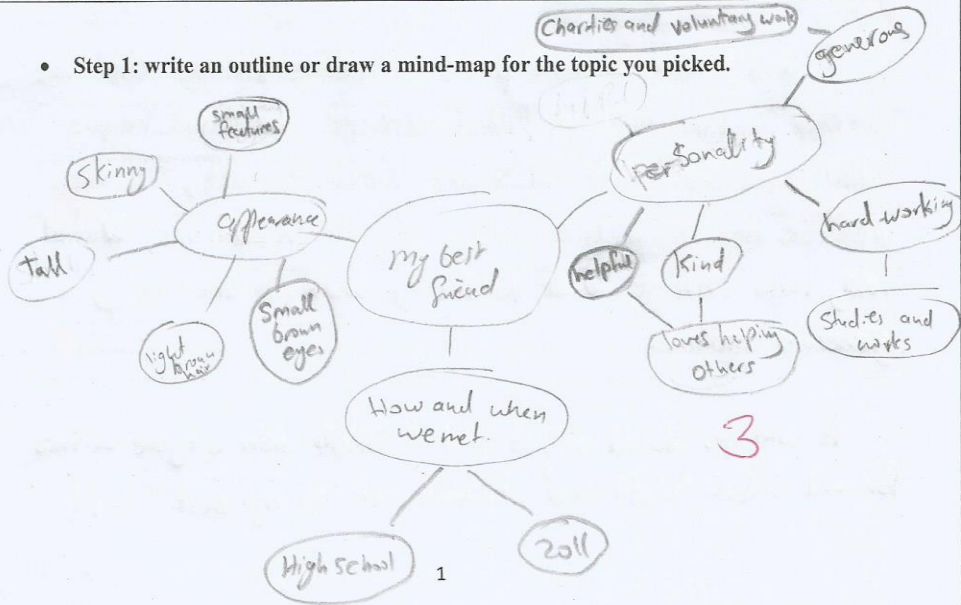 Charities and voluntary work
generous
• Step 1: write an outline or draw a mind-map for the topic you picked.
small
features
Skinny
appearance
tall
light
brown
hair
Small
brown
eyes
my best
friend
personality
hard working
Studies and
works
helpful
Kind
loves helping
others
How and when
we met.
3
High school
2011
1